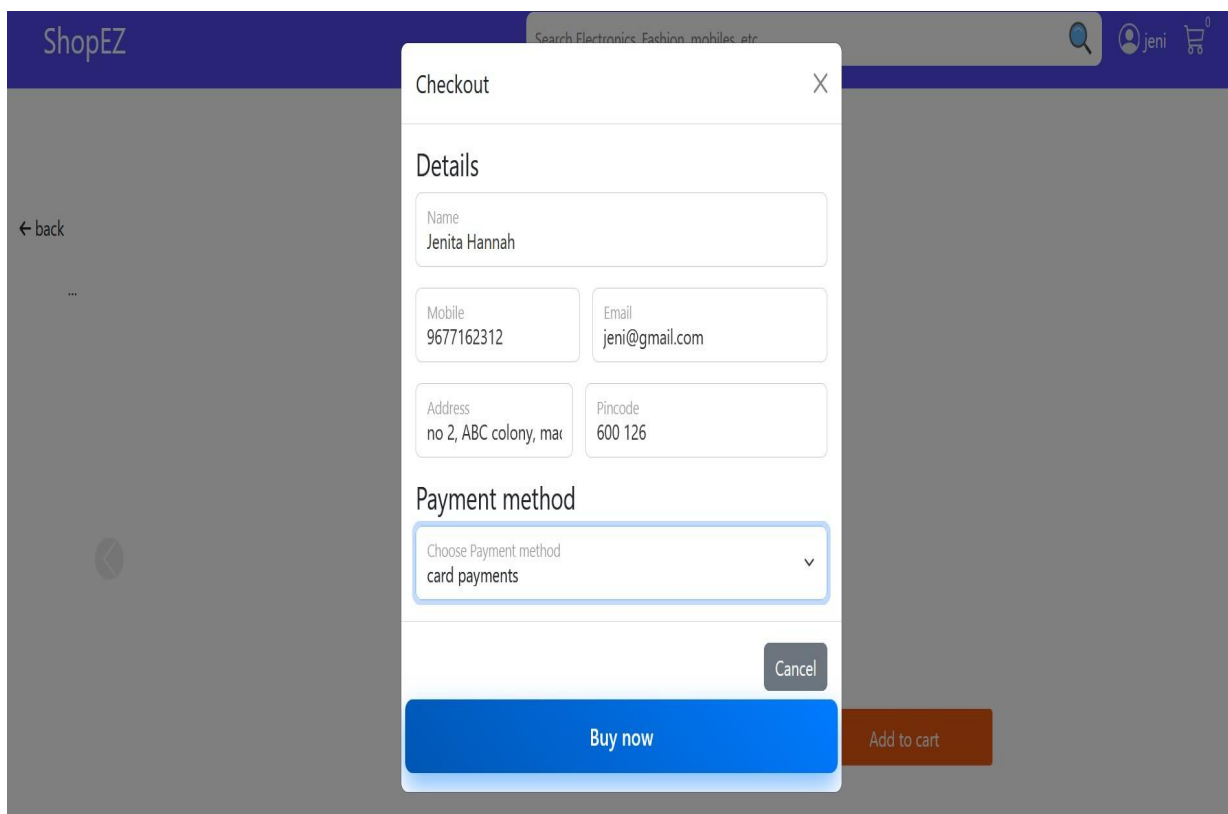 ShopEZ
Search Electronics, Fashion, mobiles, etc
jeni
0
Checkout
Details
Name
Jenita Hannah
← back
...
Mobile
9677162312
Email
jeni@gmail.com
Address
no 2, ABC colony,
Pincode
600 126
Payment method
Choose Payment method
card payments
Cancel
Buy now
Add to cart